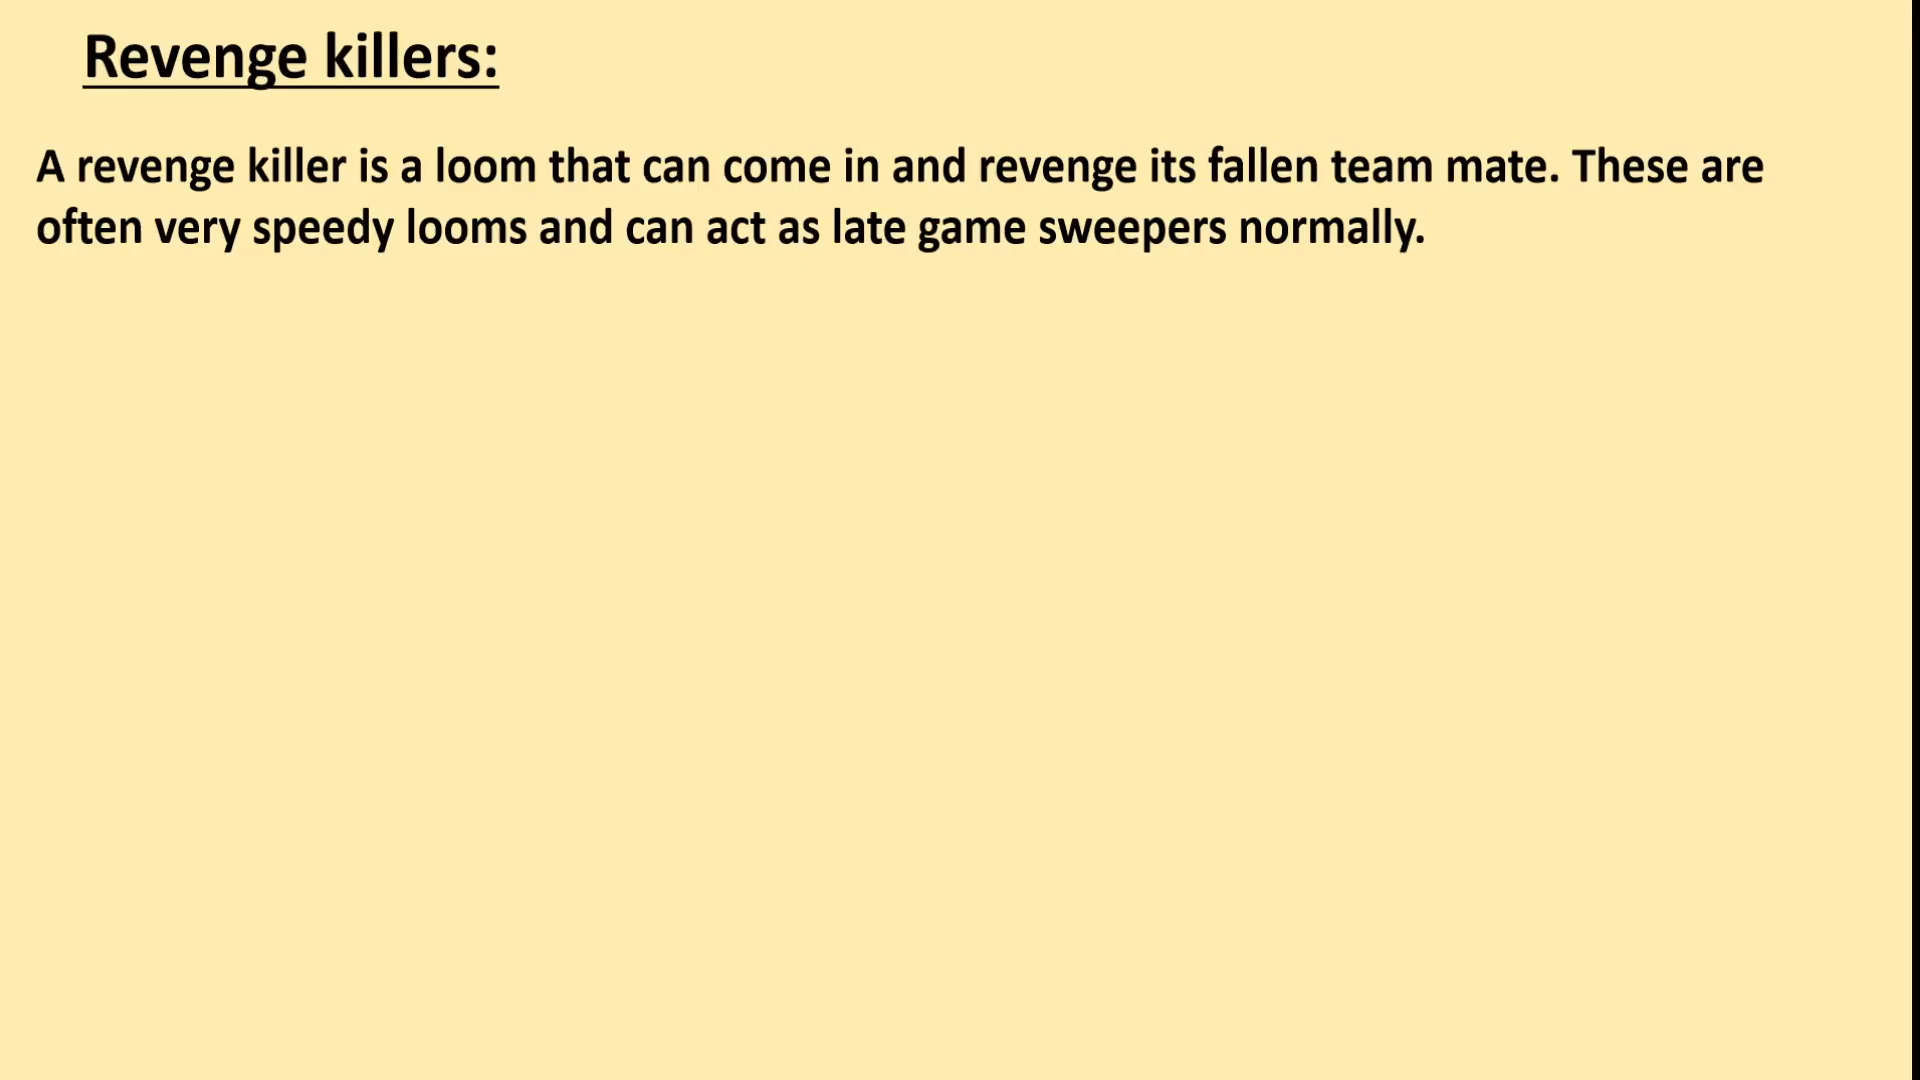 Revenge killers:
A revenge killer is a loom that can come in and revenge its fallen team mate. These are
often very speedy looms and can act as late game sweepers normally.